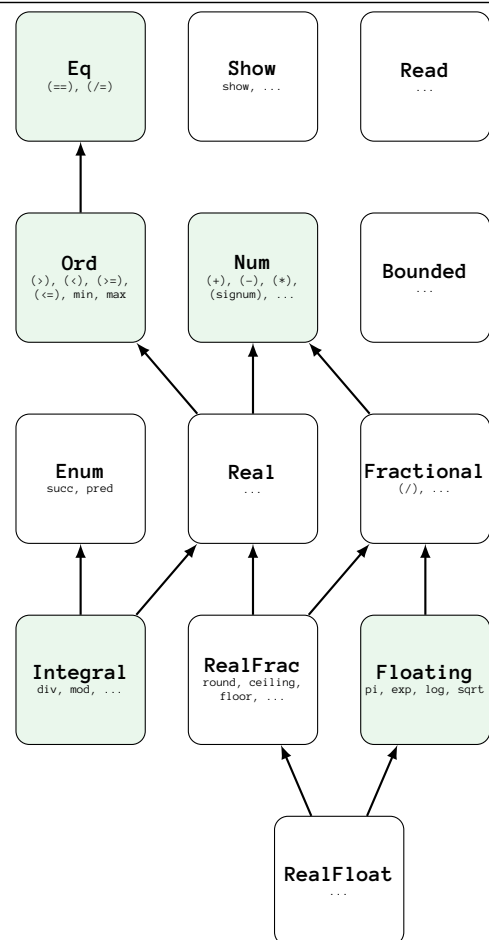 Eq
(==), (/=)
Show
show, ...
Read
...
Ord
(>), (<), (>=),
(<=), min, max
Num
(+), (-), (*),
(signum), ...
Bounded
...
Enum
succ, pred
Real
...
Fractional
(/), ...
Integral
div, mod, ...
RealFrac
round, ceiling,
floor, ...
Floating
pi, exp, log, sqrt
RealFloat
...